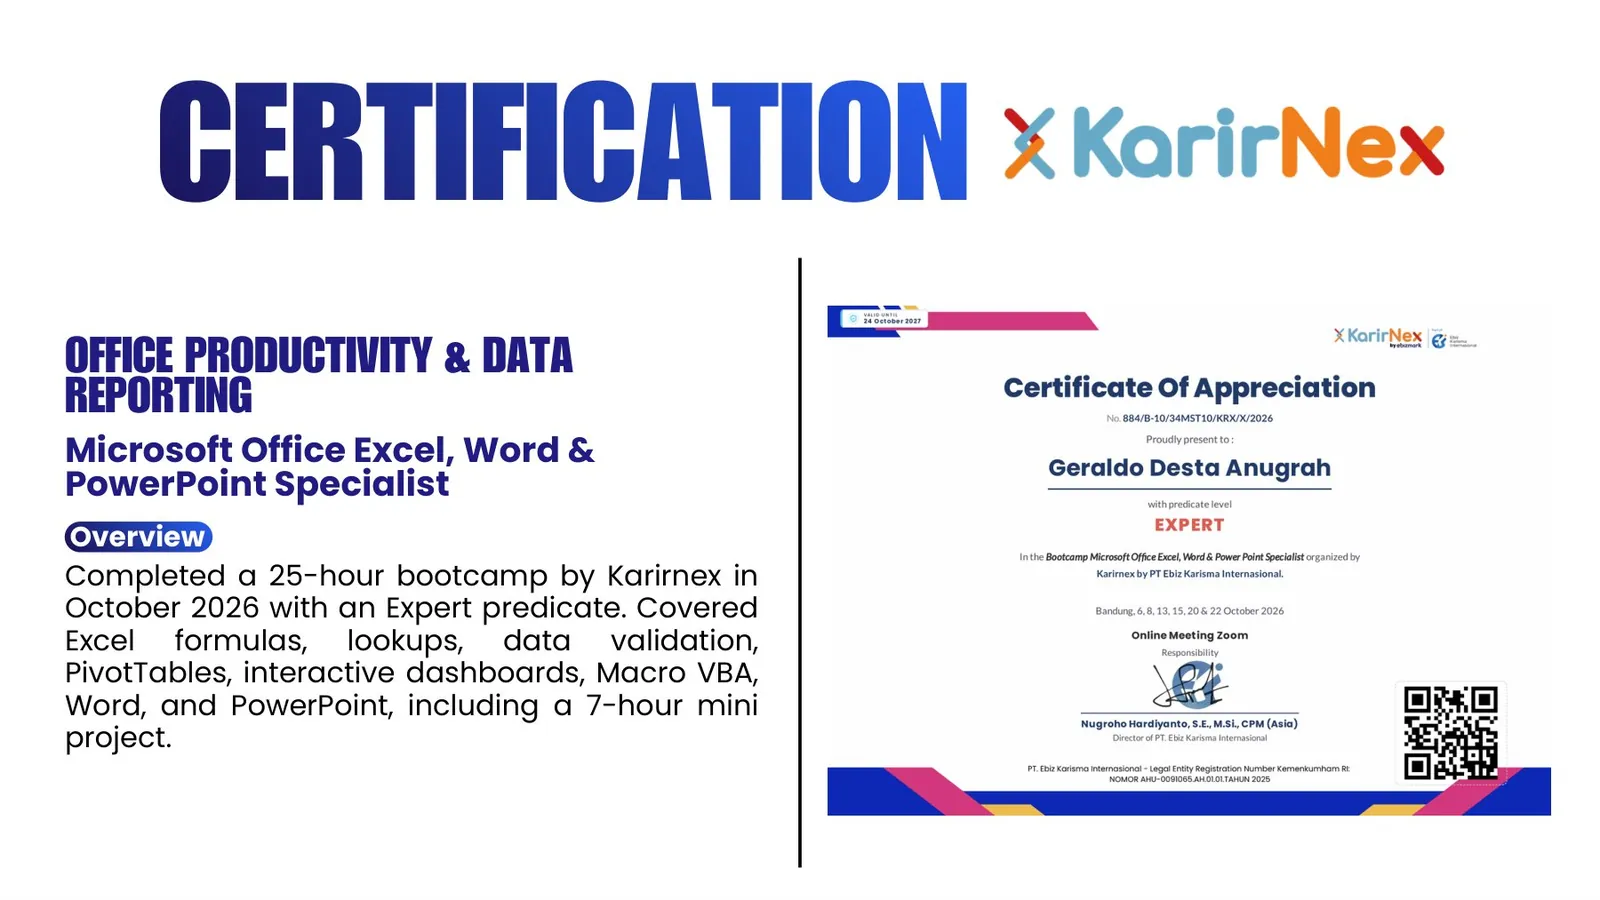 CERTIFICATION
KarirNex
OFFICE PRODUCTIVITY & DATA
REPORTING
Microsoft Office Excel, Word &
PowerPoint Specialist
Overview
Completed a 25-hour bootcamp by Karirnex in
October 2026 with an Expert predicate. Covered
Excel formulas, lookups, data validation,
PivotTables, interactive dashboards, Macro VBA,
Word, and PowerPoint, including a 7-hour mini
project.
VALID UNTIL
24 October 2027
KarirNex
by ebizmark
Ebiz
Karisma
Internasional
Certificate Of Appreciation
No. 884/B-10/34MST10/KRX/X/2026
Proudly present to :
Geraldo Desta Anugrah
with predicate level
EXPERT
In the Bootcamp Microsoft Office Excel, Word & Power Point Specialist organized by
Karirnex by PT Ebiz Karisma Internasional.
Bandung, 6, 8, 13, 15, 20 & 22 October 2026
Online Meeting Zoom
Responsibility
Nugroho Hardiyanto, S.E., M.Si., CPM (Asia)
Director of PT. Ebiz Karisma Internasional
PT. Ebiz Karisma Internasional - Legal Entity Registration Number Kemenkumham RI:
NOMOR AHU-0091065.AH.01.01.TAHUN 2025